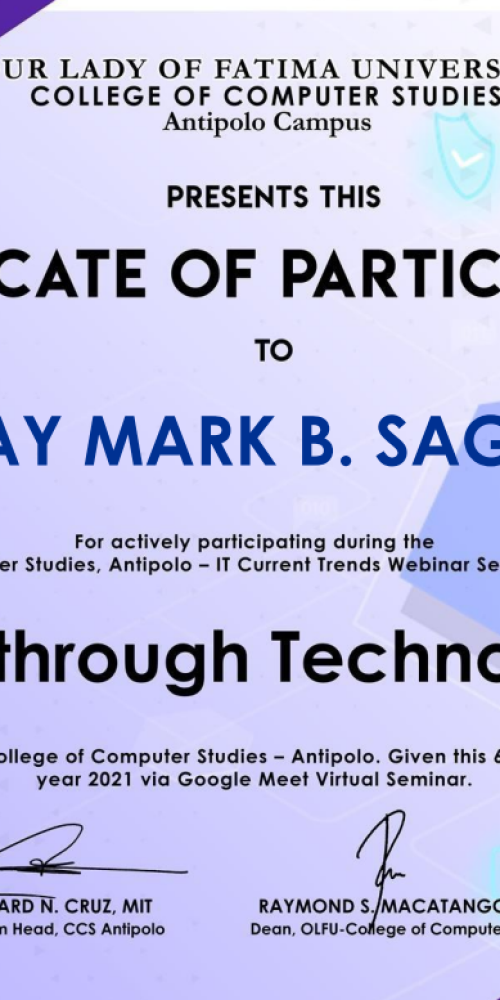 UR LADY OF FATIMA UNIVERS
COLLEGE OF COMPUTER STUDIES
Antipolo Campus
PRESENTS THIS
CATE OF PARTIC
TO
AY MARK B. SAG
For actively participating during the
er Studies, Antipolo – IT Current Trends Webinar Se
through Techno
ollege of Computer Studies – Antipolo. Given this 6
year 2021 via Google Meet Virtual Seminar.
ARD N. CRUZ, MIT
m Head, CCS Antipolo
RAYMOND S. MACATANGO
Dean, OLFU-College of Compute